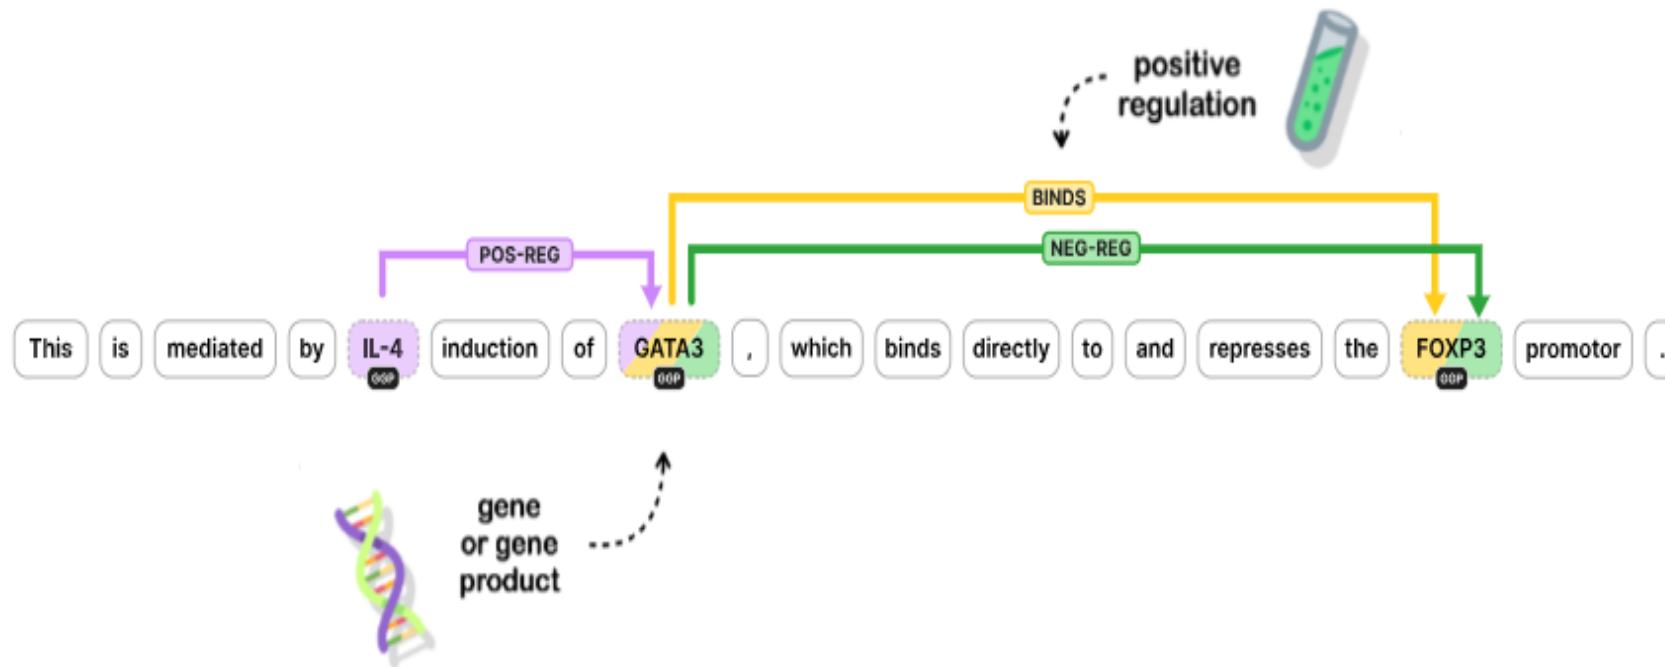 positive
regulation
BINDS
POS-REG
NEG-REG
This is mediated by IL-4 induction of GATA3 , which binds directly to and represses the FOXP3 promotor .
GGP GGP GGP
gene
or gene
product